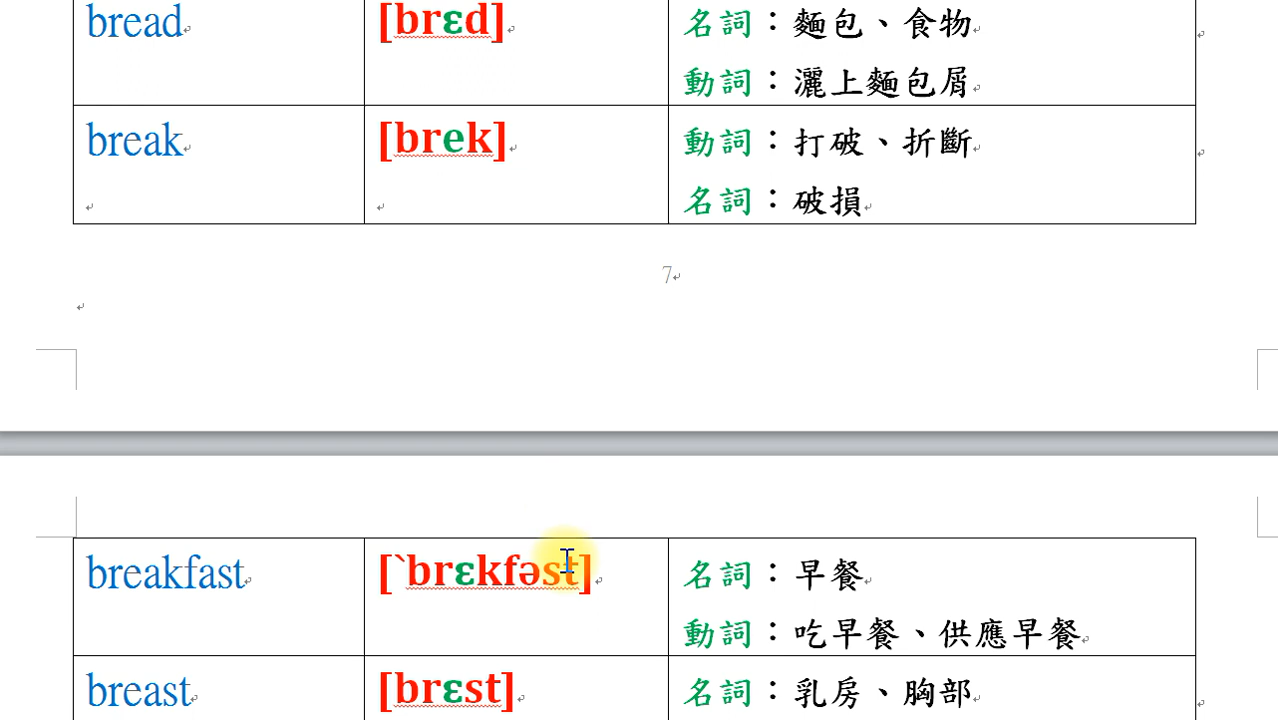 bread [brɛd] 名詞：麵包、食物
動詞：灑上麵包屑
break [brek] 動詞：打破、折斷
名詞：破損
7
breakfast [`brɛkfəst] 名詞：早餐
動詞：吃早餐、供應早餐
breast [brɛst] 名詞：乳房、胸部